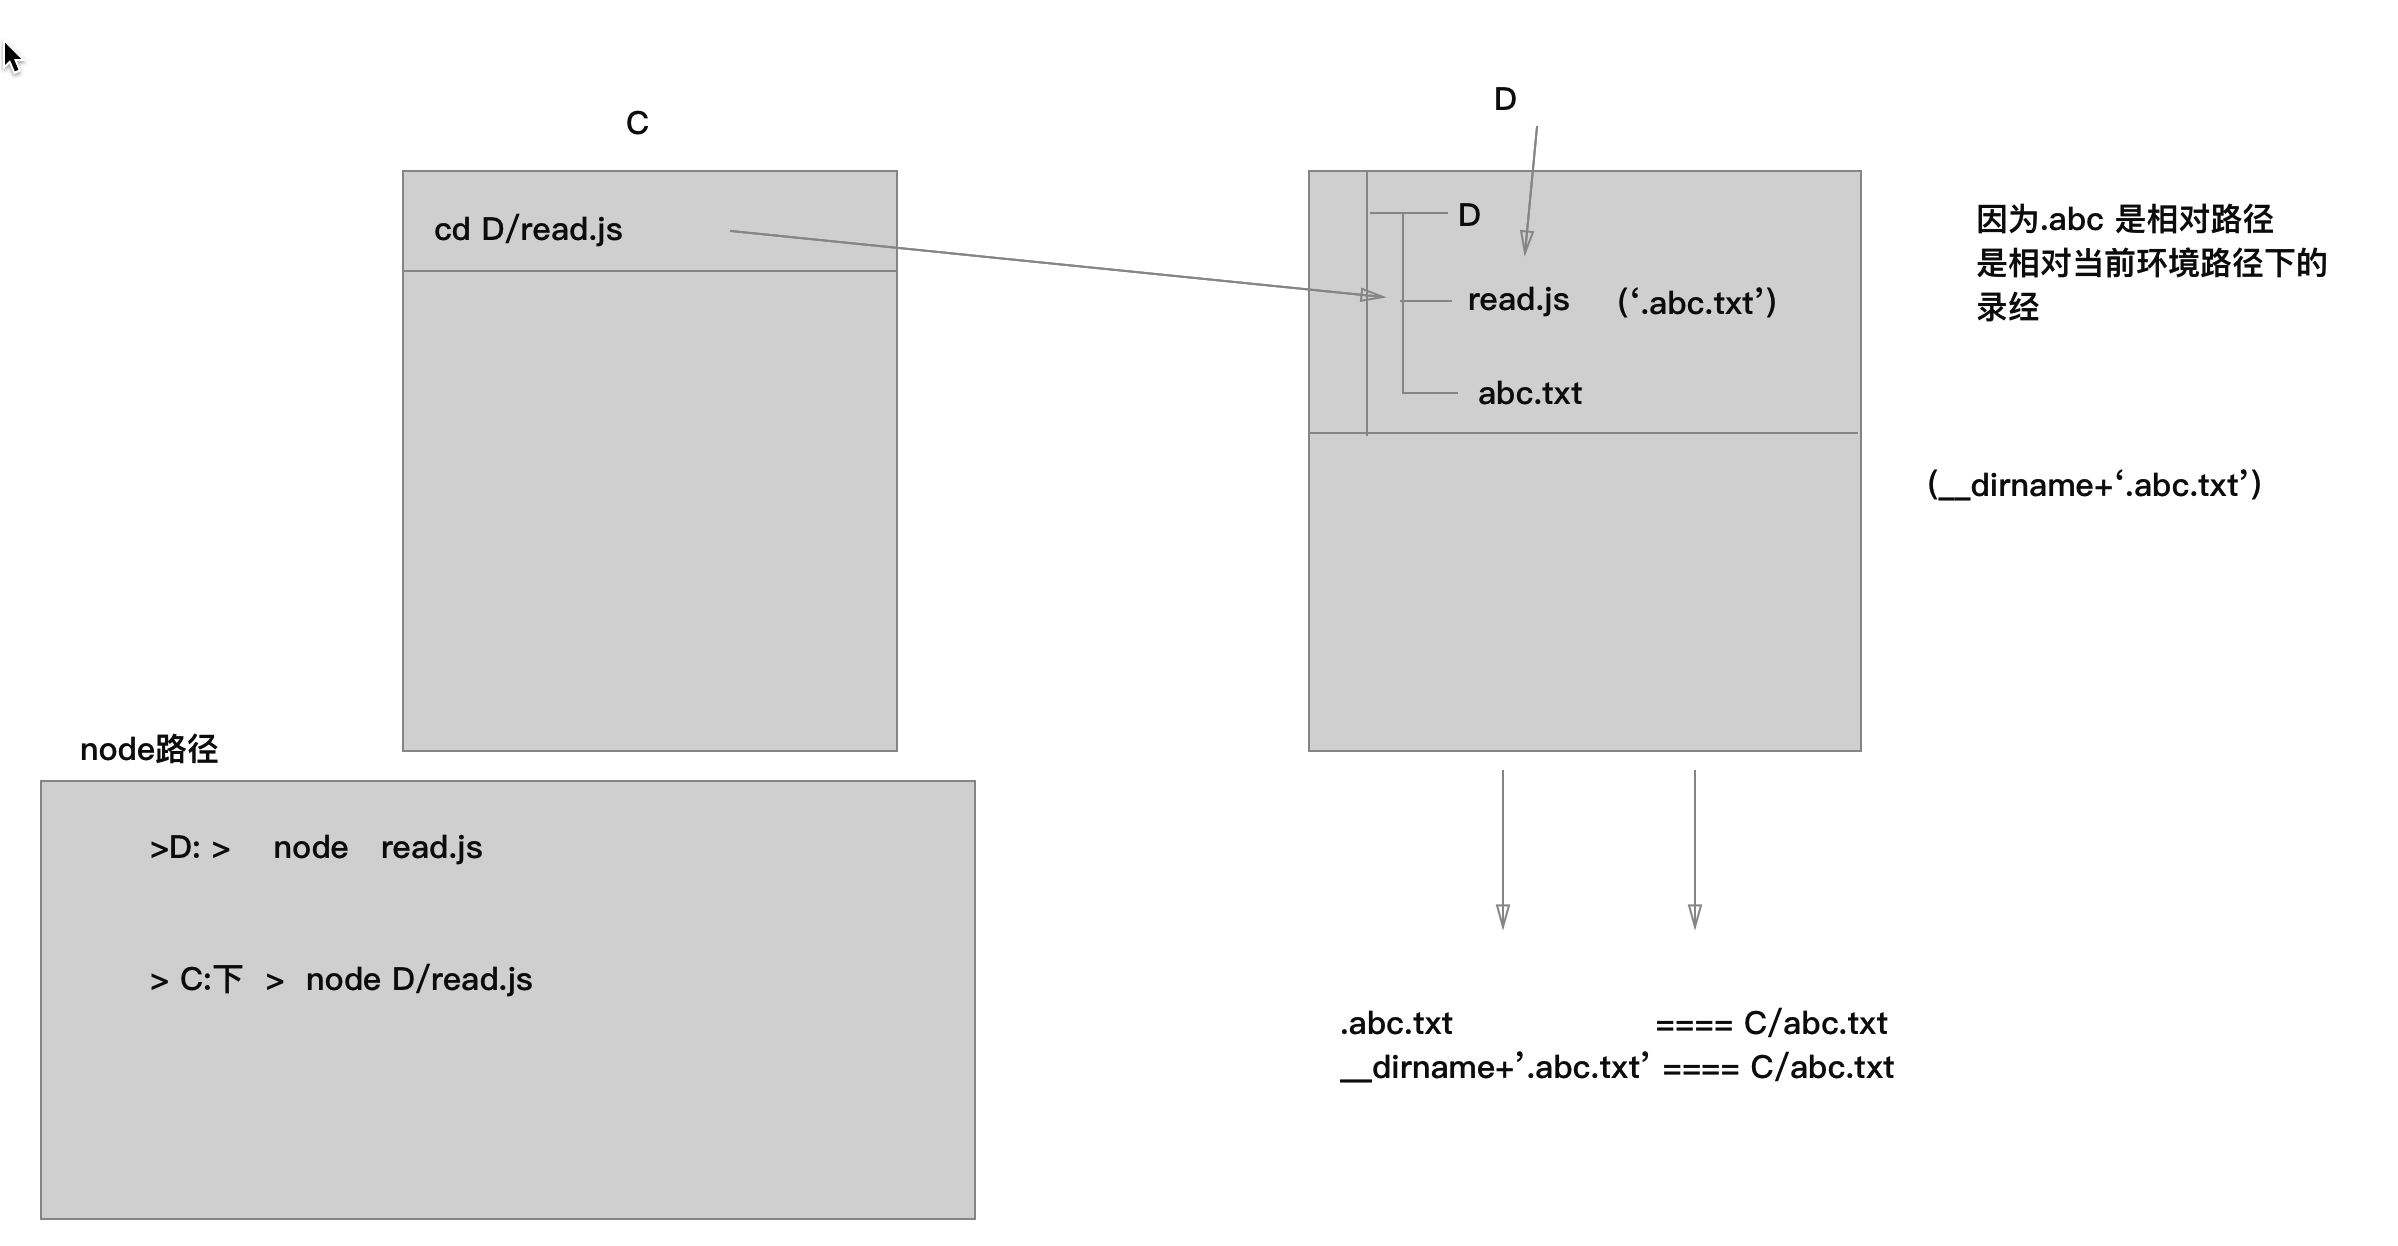 C
D
cd D/read.js
D
read.js (‘.abc.txt’)
abc.txt
因为.abc 是相对路径
是相对当前环境路径下的
录经
(__dirname+‘.abc.txt’)
node路径
>D: > node read.js
> C:下 > node D/read.js
.abc.txt ==== C/abc.txt
__dirname+’.abc.txt’ ==== C/abc.txt